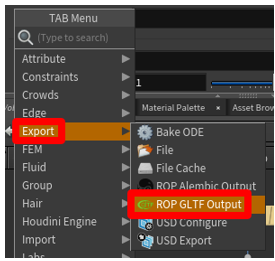 TAB Menu
(Type to search)
Attribute
Constraints
Crowds
Edge
Export
FEM
Fluid
Group
Hair
Houdini Engine
Import
Labs
1
Material Palette
Asset Brow
Bake ODE
File
File Cache
ROP Alembic Output
ROP GLTF Output
USD Configure
USD Export